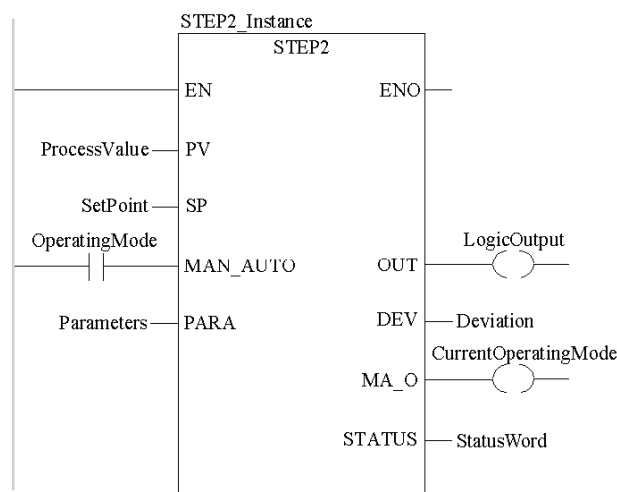 STEP2_Instance
STEP2
EN ENO
ProcessValue PV
SetPoint SP
OperatingMode
MAN_AUTO
LogicOutput
OUT
Parameters PARA
DEV Deviation
CurrentOperatingMode
MA_O
STATUS StatusWord